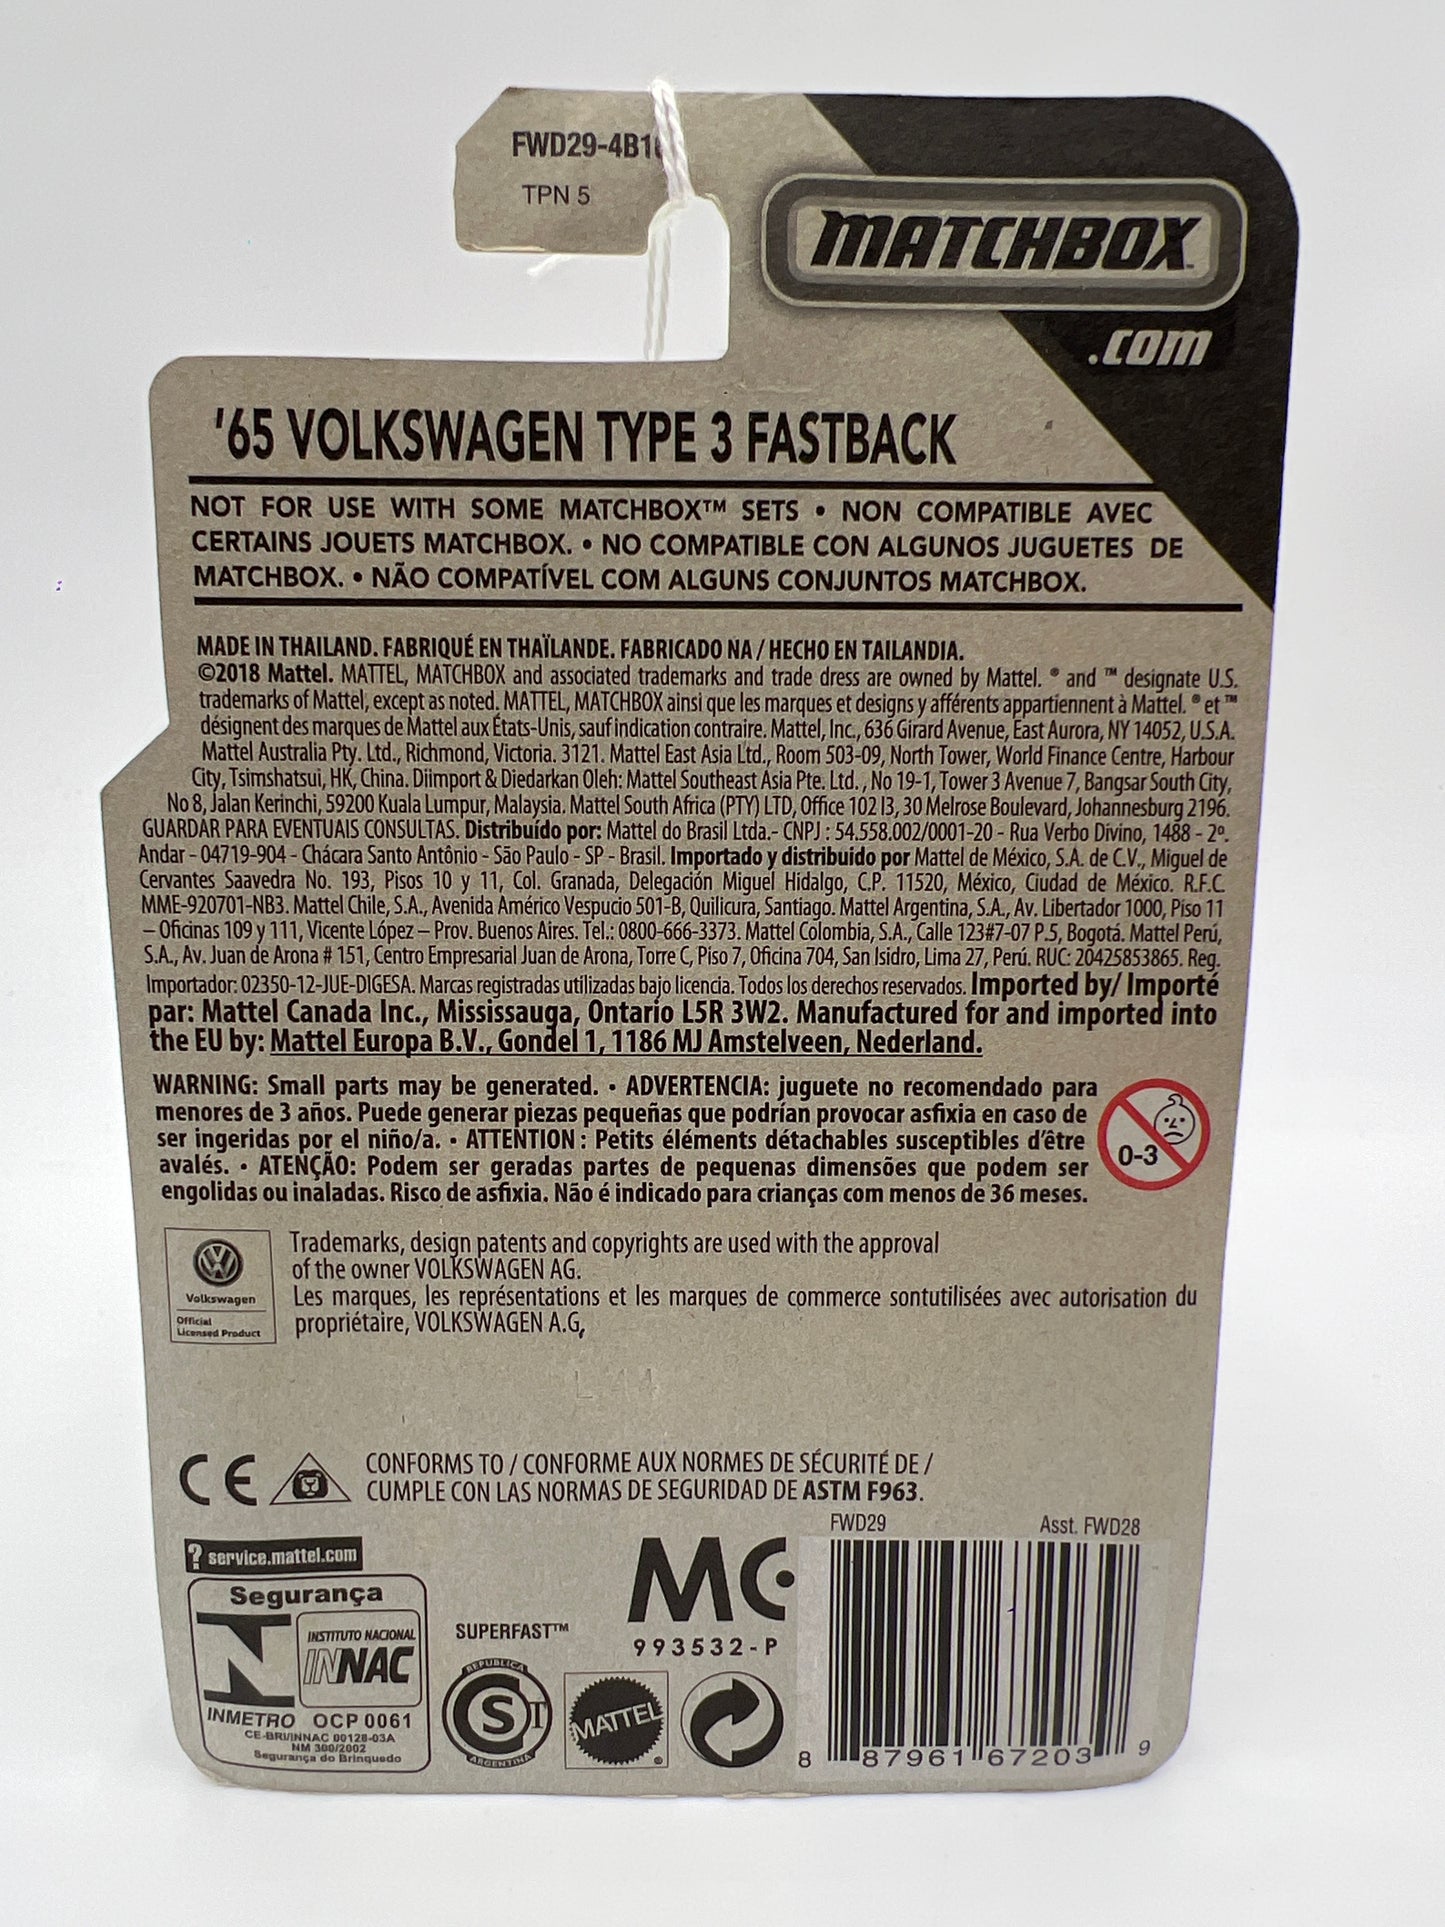 FWD29-4B1
TPN 5
MATCHBOX
.com
'65 VOLKSWAGEN TYPE 3 FASTBACK
NOT FOR USE WITH SOME MATCHBOX™ SETS • NON COMPATIBLE AVEC
CERTAINS JOUETS MATCHBOX. • NO COMPATIBLE CON ALGUNOS JUGUETES DE
MATCHBOX. • NÃO COMPATÍVEL COM ALGUNS CONJUNTOS MATCHBOX.
MADE IN THAILAND. FABRIQUÉ EN THAÏLANDE. FABRICADO NA / HECHO EN TAILANDIA.
©2018 Mattel. MATTEL, MATCHBOX and associated trademarks and trade dress are owned by Mattel. ® and ™ designate U.S.
trademarks of Mattel, except as noted. MATTEL, MATCHBOX ainsi que les marques et designs y afférents appartiennent à Mattel. ® et ™
désignent des marques de Mattel aux États-Unis, sauf indication contraire. Mattel, Inc., 636 Girard Avenue, East Aurora, NY 14052, U.S.A.
Mattel Australia Pty. Ltd., Richmond, Victoria. 3121. Mattel East Asia Ltd., Room 503-09, North Tower, World Finance Centre, Harbour
City, Tsimshatsui, HK, China. Diimport & Diedarkan Oleh: Mattel Southeast Asia Pte. Ltd. , No 19-1, Tower 3 Avenue 7, Bangsar South City,
No 8, Jalan Kerinchi, 59200 Kuala Lumpur, Malaysia. Mattel South Africa (PTY) LTD, Office 102 I3, 30 Melrose Boulevard, Johannesburg 2196.
GUARDAR PARA EVENTUAIS CONSULTAS. Distribuído por: Mattel do Brasil Ltda.- CNPJ : 54.558.002/0001-20 - Rua Verbo Divino, 1488 - 2º.
Andar - 04719-904 - Chácara Santo Antônio - São Paulo - SP - Brasil. Importado y distribuido por Mattel de México, S.A. de C.V., Miguel de
Cervantes Saavedra No. 193, Pisos 10 y 11, Col. Granada, Delegación Miguel Hidalgo, C.P. 11520, México, Ciudad de México. R.F.C.
MME-920701-NB3. Mattel Chile, S.A., Avenida Américo Vespucio 501-B, Quilicura, Santiago. Mattel Argentina, S.A., Av. Libertador 1000, Piso 11
– Oficinas 109 y 111, Vicente López – Prov. Buenos Aires. Tel.: 0800-666-3373. Mattel Colombia, S.A., Calle 123#7-07 P.5, Bogotá. Mattel Perú,
S.A., Av. Juan de Arona # 151, Centro Empresarial Juan de Arona, Torre C, Piso 7, Oficina 704, San Isidro, Lima 27, Perú. RUC: 20425853865. Reg.
Importador: 02350-12-JUE-DIGESA. Marcas registradas utilizadas bajo licencia. Todos los derechos reservados. Imported by/ Importé
par: Mattel Canada Inc., Mississauga, Ontario L5R 3W2. Manufactured for and imported into
the EU by: Mattel Europa B.V., Gondel 1, 1186 MJ Amstelveen, Nederland.
WARNING: Small parts may be generated. • ADVERTENCIA: juguete no recomendado para
menores de 3 años. Puede generar piezas pequeñas que podrían provocar asfixia en caso de
ser ingeridas por el niño/a. • ATTENTION : Petits éléments détachables susceptibles d'être
avalés. • ATENÇÃO: Podem ser geradas partes de pequenas dimensões que podem ser
engolidas ou inaladas. Risco de asfixia. Não é indicado para crianças com menos de 36 meses.
0-3
Volkswagen
Official
Licensed Product
Trademarks, design patents and copyrights are used with the approval
of the owner VOLKSWAGEN AG.
Les marques, les représentations et les marques de commerce sontutilisées avec autorisation du
propriétaire, VOLKSWAGEN A.G,
CE
CONFORMS TO / CONFORME AUX NORMES DE SÉCURITÉ DE /
CUMPLE CON LAS NORMAS DE SEGURIDAD DE ASTM F963.
FWD29 Asst. FWD28
? service.mattel.com
Segurança
INSTITUTO NACIONAL
INNAC
INMETRO OCP 0061
CE-BRI/INNAC 00128-03A
NM 300/2002
Segurança do Brinquedo
SUPERFAST™
MC
993532-P
REPUBLICA
S T
ARGENTINA
MATTEL ®
8 87961 67203 9